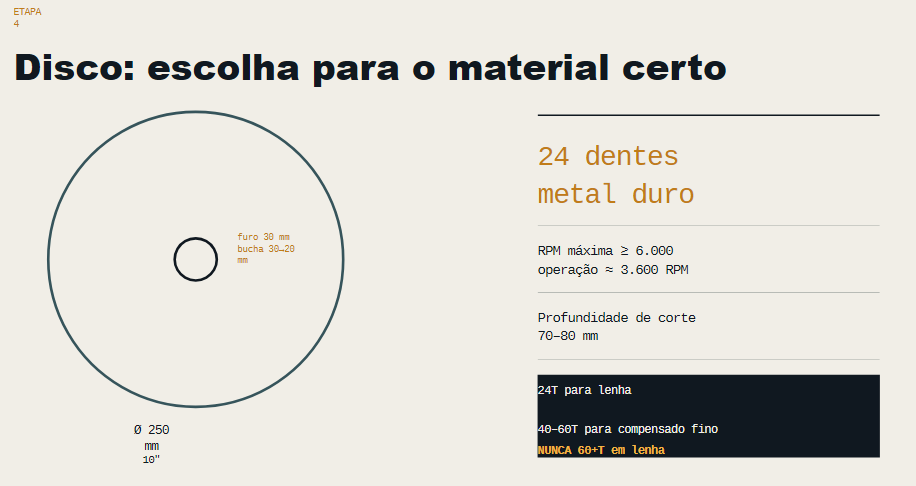 ETAPA
4
Disco: escolha para o material certo
furo 30 mm
bucha 30→20
mm
Ø 250
mm
10"
24 dentes
metal duro
RPM máxima ≥ 6.000
operação ≈ 3.600 RPM
Profundidade de corte
70–80 mm
24T para lenha
40–60T para compensado fino
NUNCA 60+T em lenha